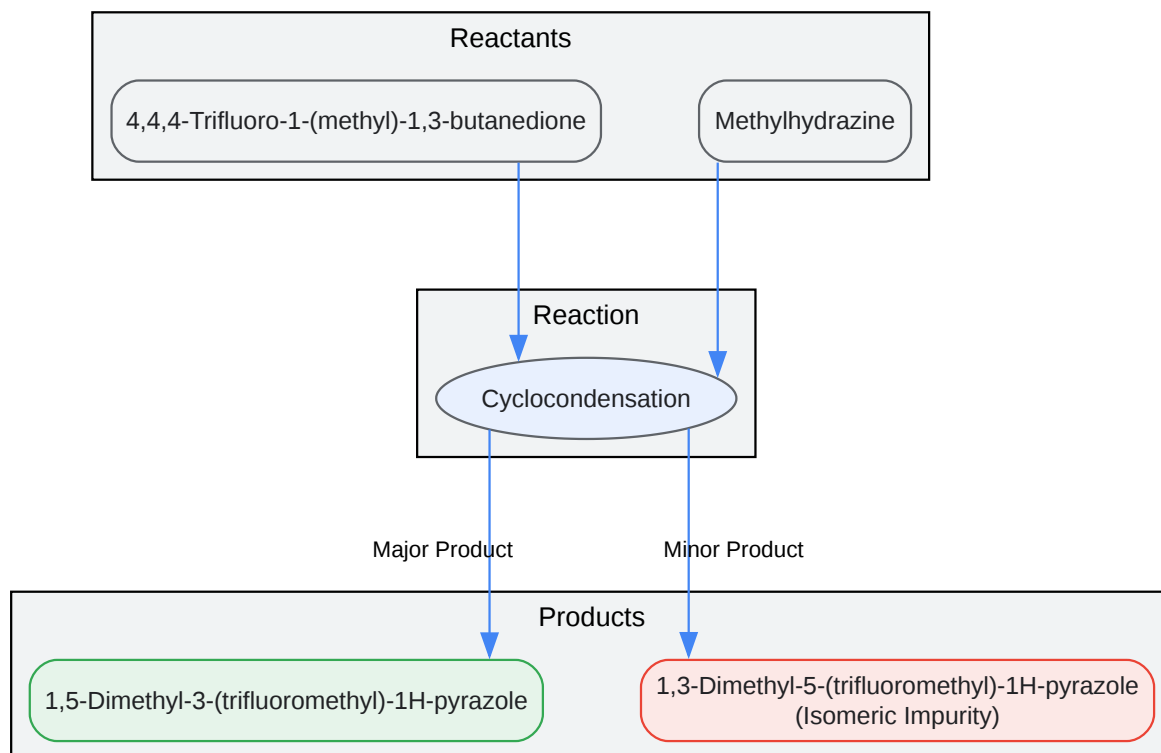 Reactants
4,4,4-Trifluoro-1-(methyl)-1,3-butanedione
Methylhydrazine
Reaction
Cyclocondensation
Major Product
Minor Product
Products
1,5-Dimethyl-3-(trifluoromethyl)-1H-pyrazole
1,3-Dimethyl-5-(trifluoromethyl)-1H-pyrazole
(Isomeric Impurity)